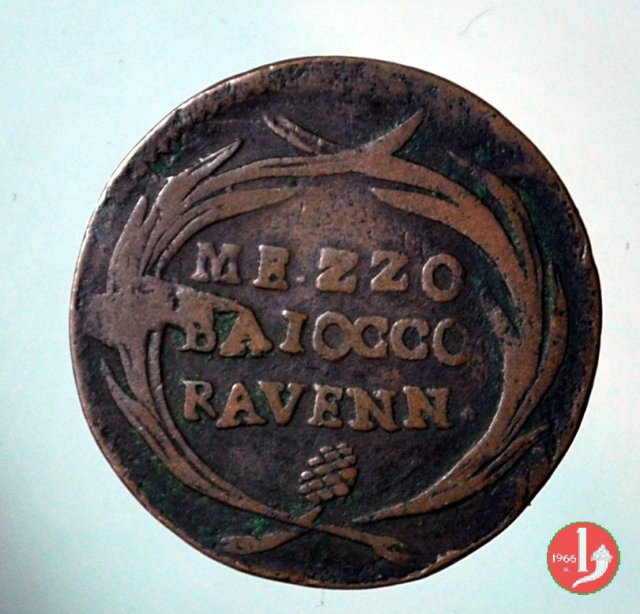 MEZZO
BAIOCCO
RAVENN.
1966